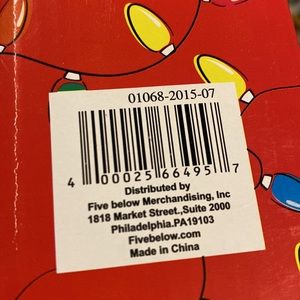 01068-2015-07
4 00025 66495 7
Distributed by
Five below Merchandising, Inc
1818 Market Street.,Suite 2000
Philadelphia.PA19103
Fivebelow.com
Made in China